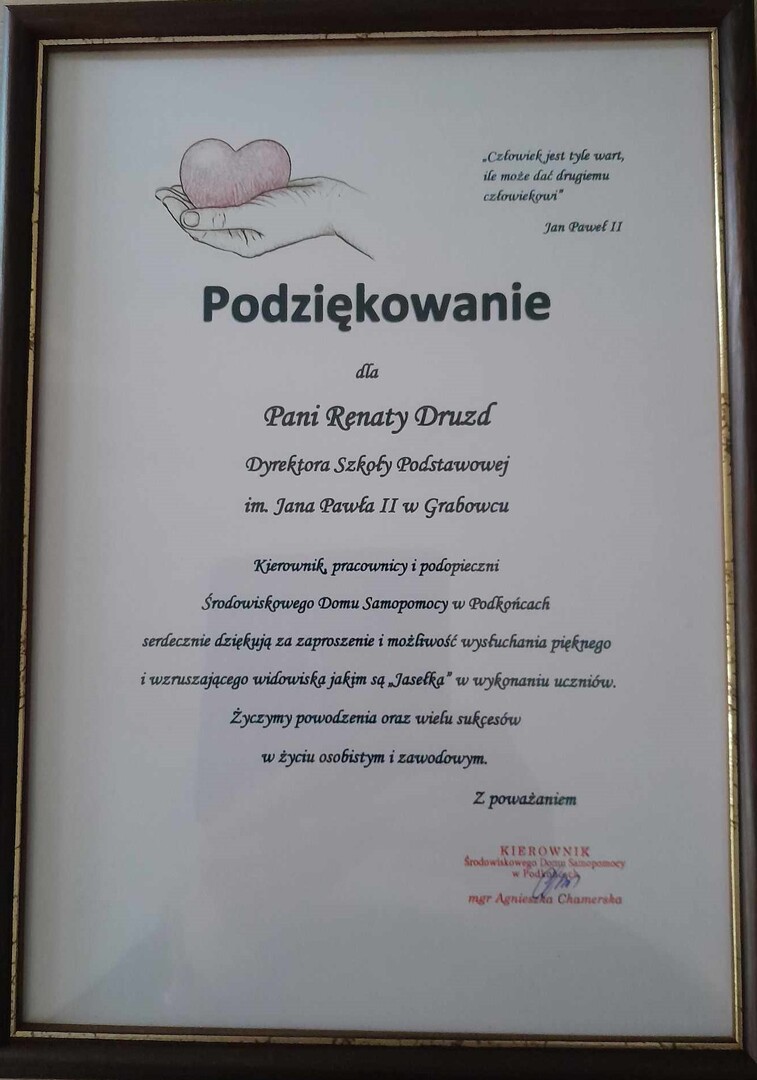 „Człowiek jest tyle wart,
ile może dać drugiemu
człowiekowi”
Jan Paweł II
Podziękowanie
dla
Pani Renaty Druzd
Dyrektora Szkoły Podstawowej
im. Jana Pawła II w Grabowcu
Kierownik, pracownicy i podopieczni
Środowiskowego Domu Samopomocy w Podkońcach
serdecznie dziękują za zaproszenie i możliwość wysłuchania pięknego
i wzruszającego widowiska jakim są „Jasełka” w wykonaniu uczniów.
Życzymy powodzenia oraz wielu sukcesów
w życiu osobistym i zawodowym.
Z poważaniem
KIEROWNIK
Środowiskowego Domu Samopomocy
w Podkońcach
mgr Agnieszka Chamerska